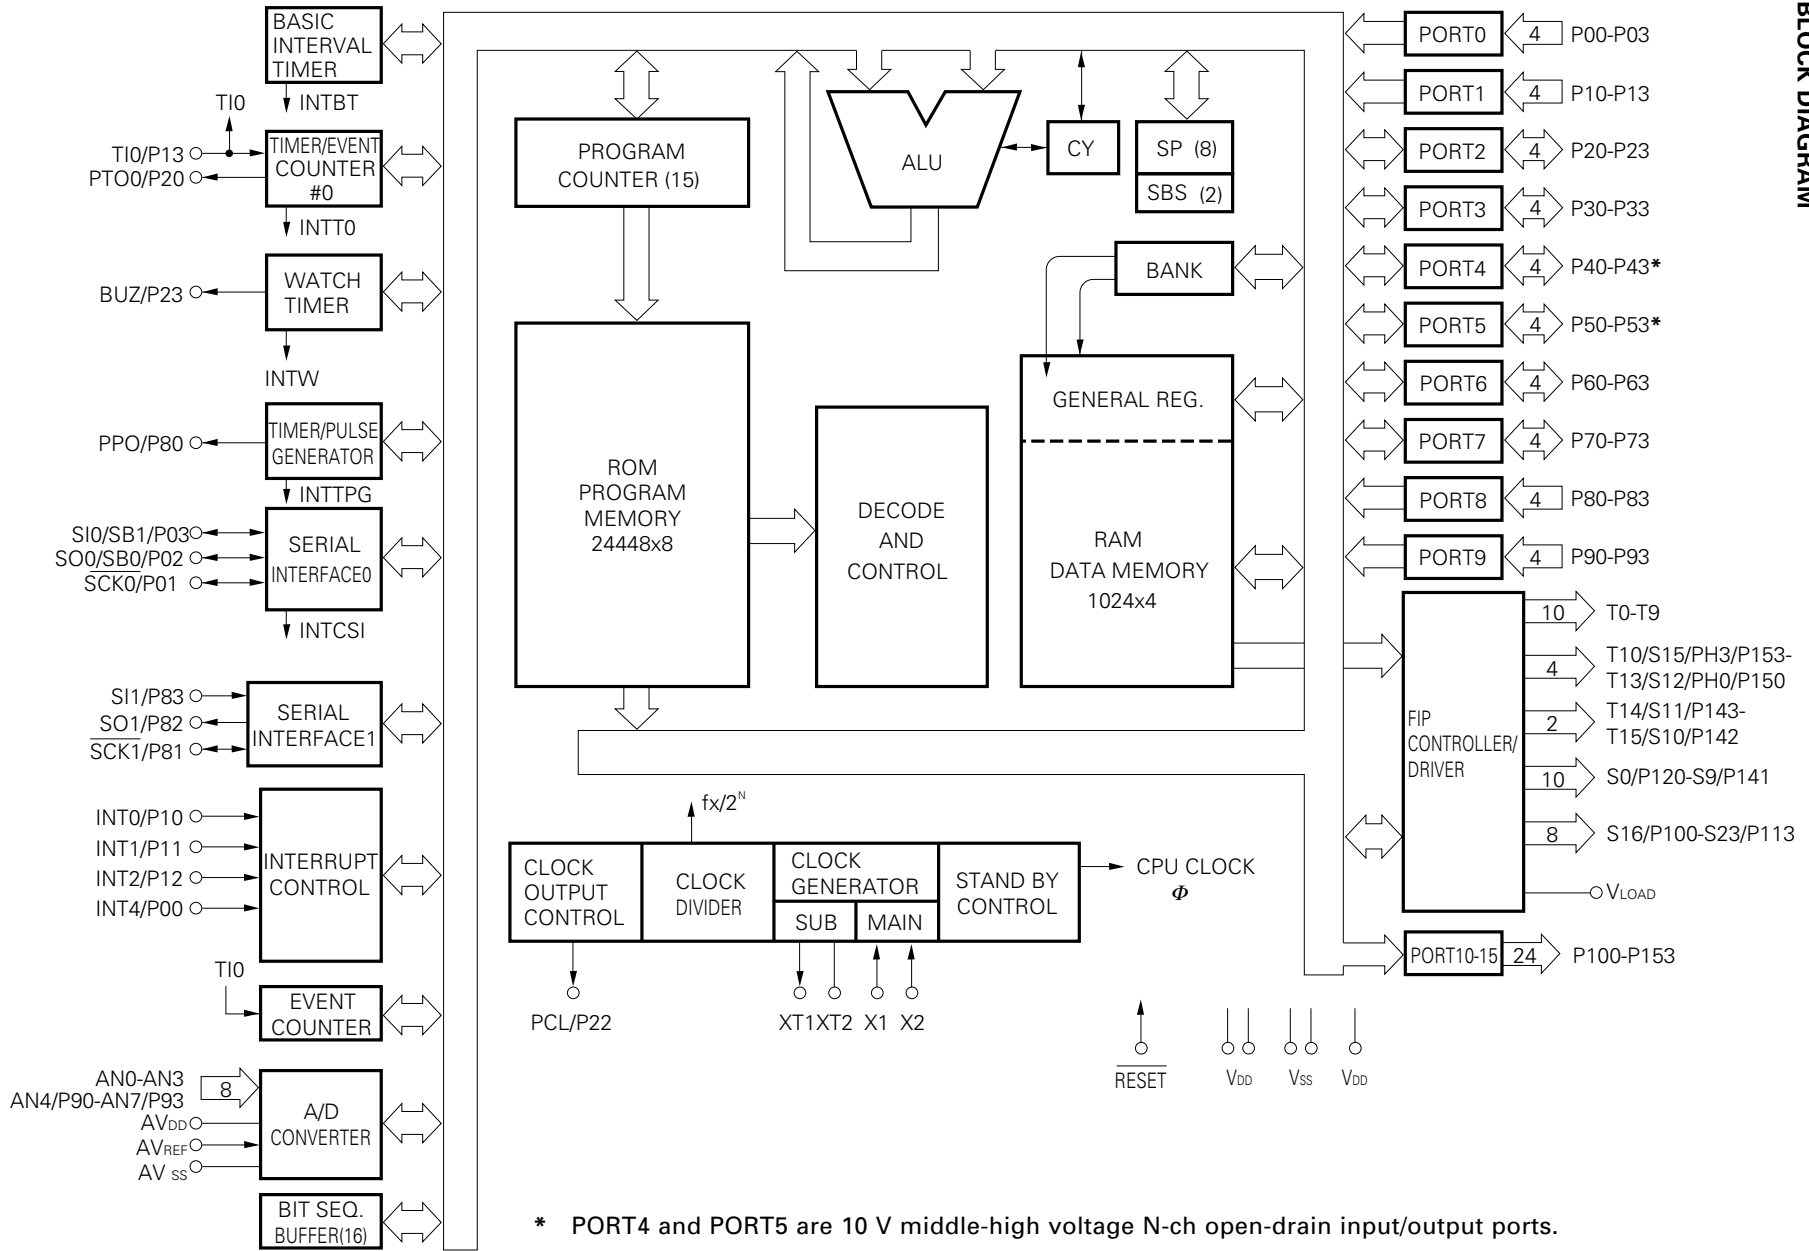 BLOCK DIAGRAM
BASIC
INTERVAL
TIMER
INTBT
TI0
TI0/P13
PTO0/P20
TIMER/EVENT
COUNTER
#0
INTT0
BUZ/P23
WATCH
TIMER
INTW
PPO/P80
TIMER/PULSE
GENERATOR
INTTPG
SI0/SB1/P03
SO0/SB0/P02
SCK0/P01
SERIAL
INTERFACE0
INTCSI
SI1/P83
SO1/P82
SCK1/P81
SERIAL
INTERFACE1
INT0/P10
INT1/P11
INT2/P12
INT4/P00
INTERRUPT
CONTROL
TI0
EVENT
COUNTER
AN0-AN3
AN4/P90-AN7/P93
8
AVDD
AVREF
AV SS
A/D
CONVERTER
BIT SEQ.
BUFFER(16)
PROGRAM
COUNTER (15)
ALU
CY
SP (8)
SBS (2)
BANK
ROM
PROGRAM
MEMORY
24448x8
DECODE
AND
CONTROL
GENERAL REG.
RAM
DATA MEMORY
1024x4
fx/2N
CLOCK
OUTPUT
CONTROL
CLOCK
DIVIDER
CLOCK
GENERATOR
SUB
MAIN
STAND BY
CONTROL
CPU CLOCK
Φ
PCL/P22
XT1 XT2 X1 X2
RESET
VDD
VSS
VDD
PORT0 4 P00-P03
PORT1 4 P10-P13
PORT2 4 P20-P23
PORT3 4 P30-P33
PORT4 4 P40-P43*
PORT5 4 P50-P53*
PORT6 4 P60-P63
PORT7 4 P70-P73
PORT8 4 P80-P83
PORT9 4 P90-P93
FIP
CONTROLLER/
DRIVER
10 T0-T9
4 T10/S15/PH3/P153-
T13/S12/PH0/P150
2 T14/S11/P143-
T15/S10/P142
10 S0/P120-S9/P141
8 S16/P100-S23/P113
VLOAD
PORT10-15 24 P100-P153
* PORT4 and PORT5 are 10 V middle-high voltage N-ch open-drain input/output ports.